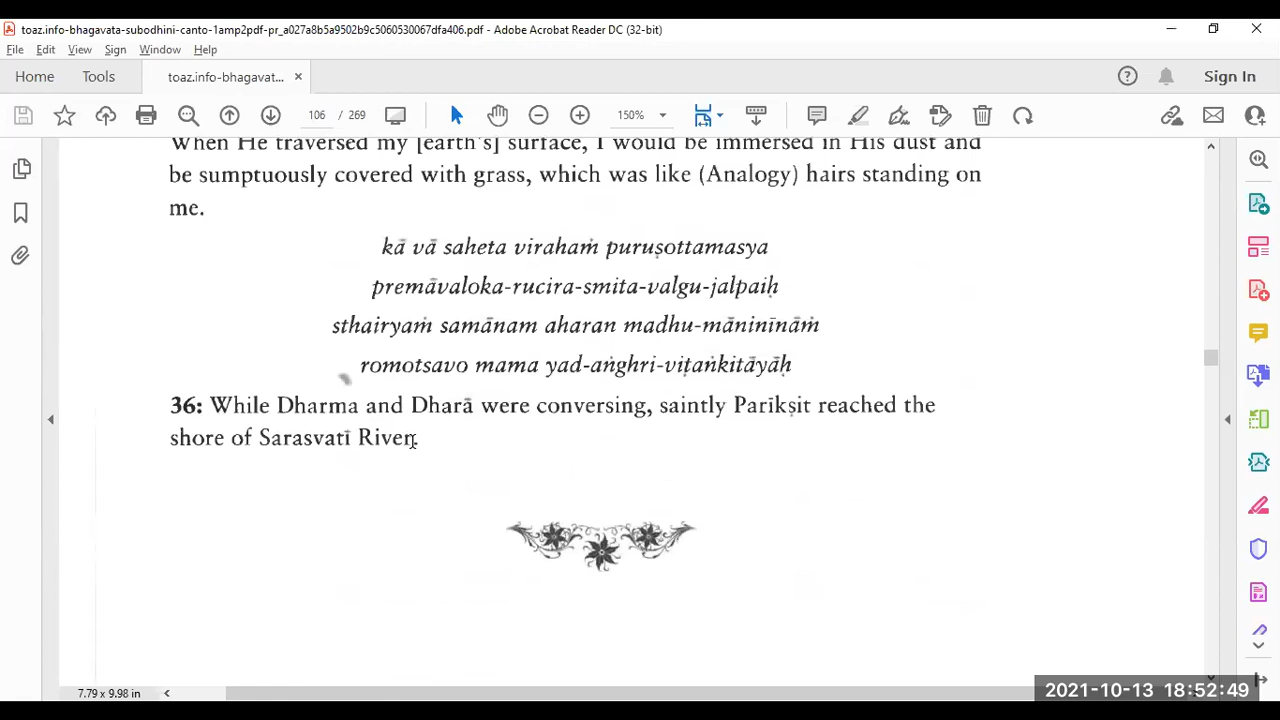 toaz.info-bhagavata-subodhini-canto-1amp2pdf-pr_a027a8b5a9502b9c5060530067dfa406.pdf - Adobe Acrobat Reader DC (32-bit)
File Edit View Sign Window Help
Home Tools toaz.info-bhagavat... × Sign In
106 / 269 150%
When He traversed my [earth's] surface, I would be immersed in His dust and
be sumptuously covered with grass, which was like (Analogy) hairs standing on
me.
kā vā saheta virahaṁ puruṣottamasya
premāvaloka-rucira-smita-valgu-jalpaiḥ
sthairyaṁ samānam aharan madhu-māninīnāṁ
romotsavo mama yad-aṅghri-viṭaṅkitāyāḥ
36: While Dharma and Dharā were conversing, saintly Parīkṣit reached the
shore of Sarasvatī River.
7.79 x 9.98 in
2021-10-13 18:52:49